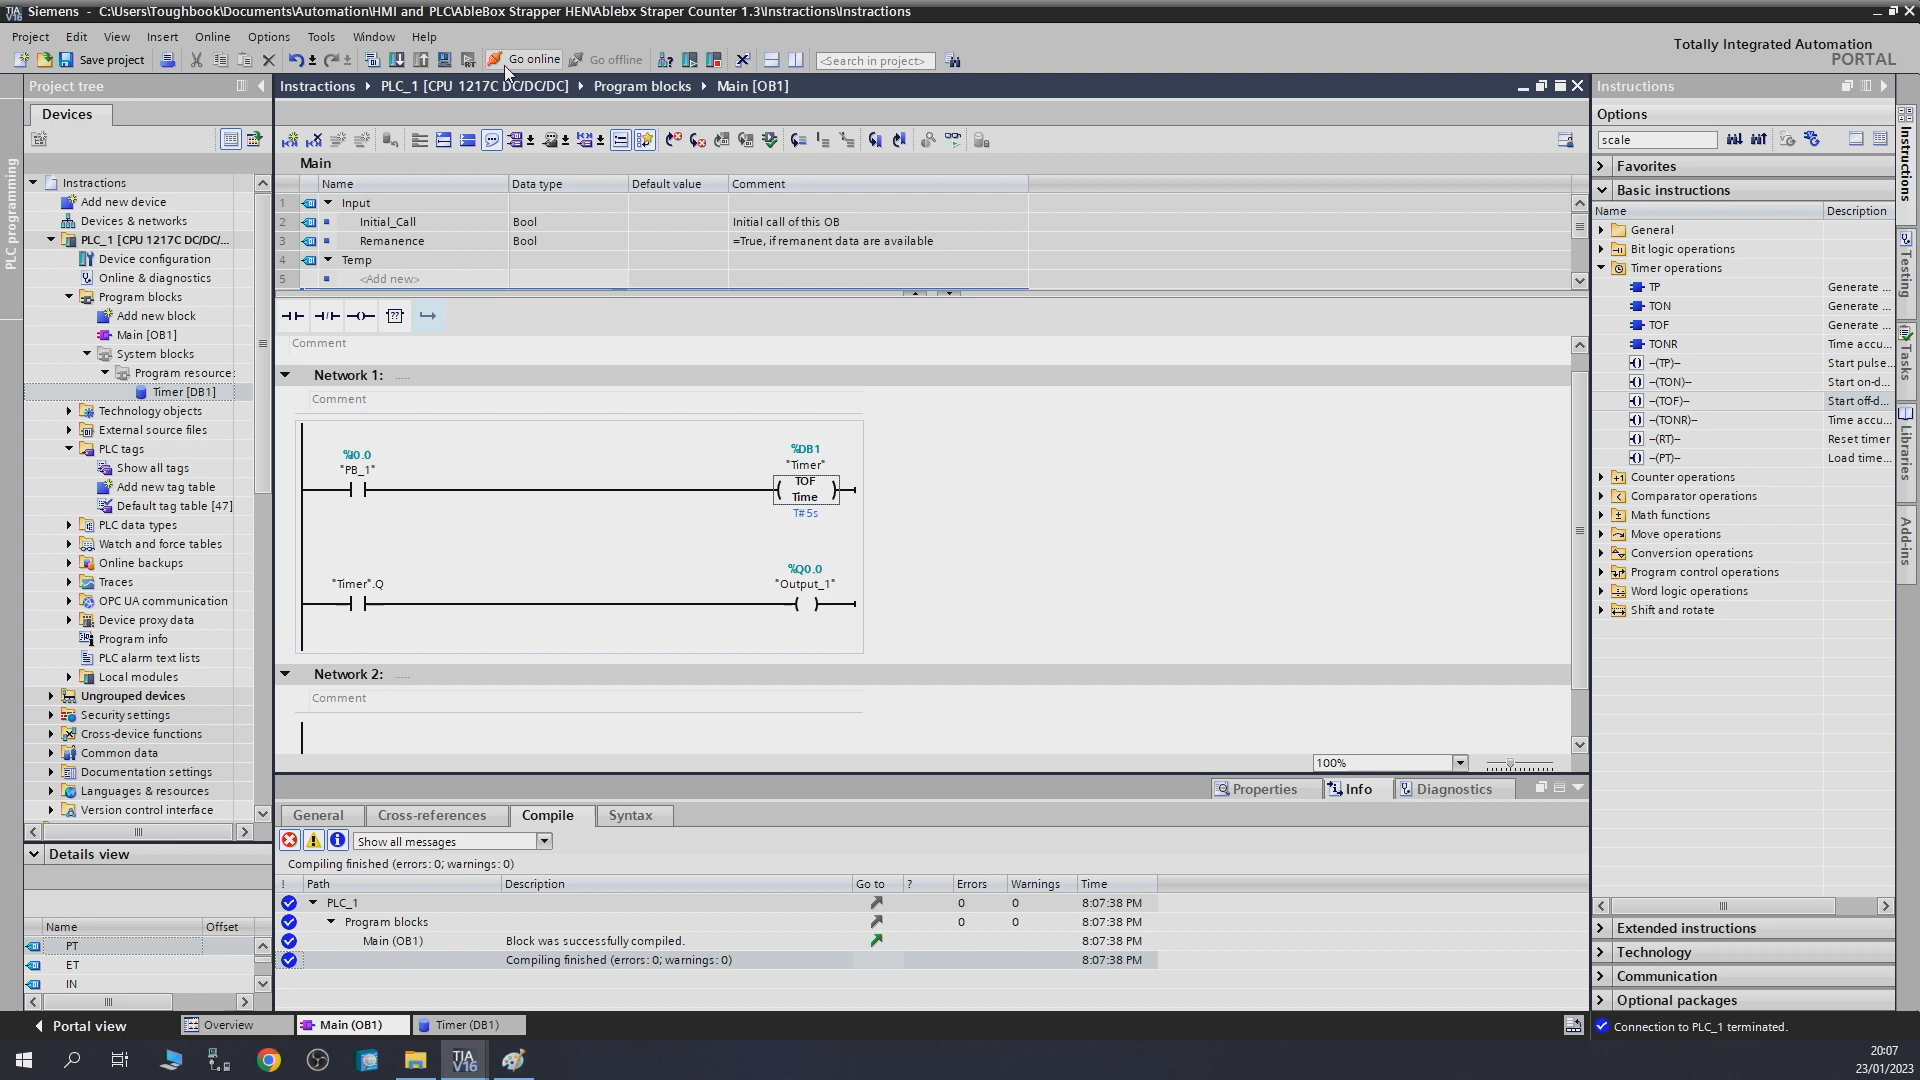 TIA V16 Siemens - C:\Users\Toughbook\Documents\Automation\HMI and PLC\AbleBox Strapper HEN\Ablebx Straper Counter 1.3\Instractions\Instractions
Project Edit View Insert Online Options Tools Window Help
Totally Integrated Automation
PORTAL
Save project Go online Go offline <Search in project>
Project tree
Devices
PLC programming
Instractions
Add new device
Devices & networks
PLC_1 [CPU 1217C DC/DC/...
Device configuration
Online & diagnostics
Program blocks
Add new block
Main [OB1]
System blocks
Program resource:
Timer [DB1]
Technology objects
External source files
PLC tags
Show all tags
Add new tag table
Default tag table [47]
PLC data types
Watch and force tables
Online backups
Traces
OPC UA communication
Device proxy data
Program info
PLC alarm text lists
Local modules
Ungrouped devices
Security settings
Cross-device functions
Common data
Documentation settings
Languages & resources
Version control interface
Details view
Name Offset
PT
ET
IN
Instractions PLC_1 [CPU 1217C DC/DC/DC] Program blocks Main [OB1]
Main
Name Data type Default value Comment
1 Input
2 Initial_Call Bool Initial call of this OB
3 Remanence Bool =True, if remanent data are available
4 Temp
5 <Add new>
??
Comment
Network 1: .....
Comment
%I0.0
"PB_1"
%DB1
"Timer"
TOF
Time
T#5s
"Timer".Q
%Q0.0
"Output_1"
Network 2: .....
Comment
100%
Properties Info Diagnostics
General Cross-references Compile Syntax
Show all messages
Compiling finished (errors: 0; warnings: 0)
! Path Description Go to ? Errors Warnings Time
PLC_1 0 0 8:07:38 PM
Program blocks 0 0 8:07:38 PM
Main (OB1) Block was successfully compiled. 8:07:38 PM
Compiling finished (errors: 0; warnings: 0) 8:07:38 PM
Instructions
Options
scale
Favorites
Basic instructions
Name Description
General
Bit logic operations
Timer operations
TP Generate ...
TON Generate ...
TOF Generate ...
TONR Time accu...
-(TP)- Start pulse...
-(TON)- Start on-d...
-(TOF)- Start off-d...
-(TONR)- Time accu...
-(RT)- Reset timer
-(PT)- Load time...
Counter operations
Comparator operations
Math functions
Move operations
Conversion operations
Program control operations
Word logic operations
Shift and rotate
Extended instructions
Technology
Communication
Optional packages
Instructions
Testing
Tasks
Libraries
Add-ins
Portal view Overview Main (OB1) Timer (DB1) Connection to PLC_1 terminated.
TIA V16
20:07
23/01/2023